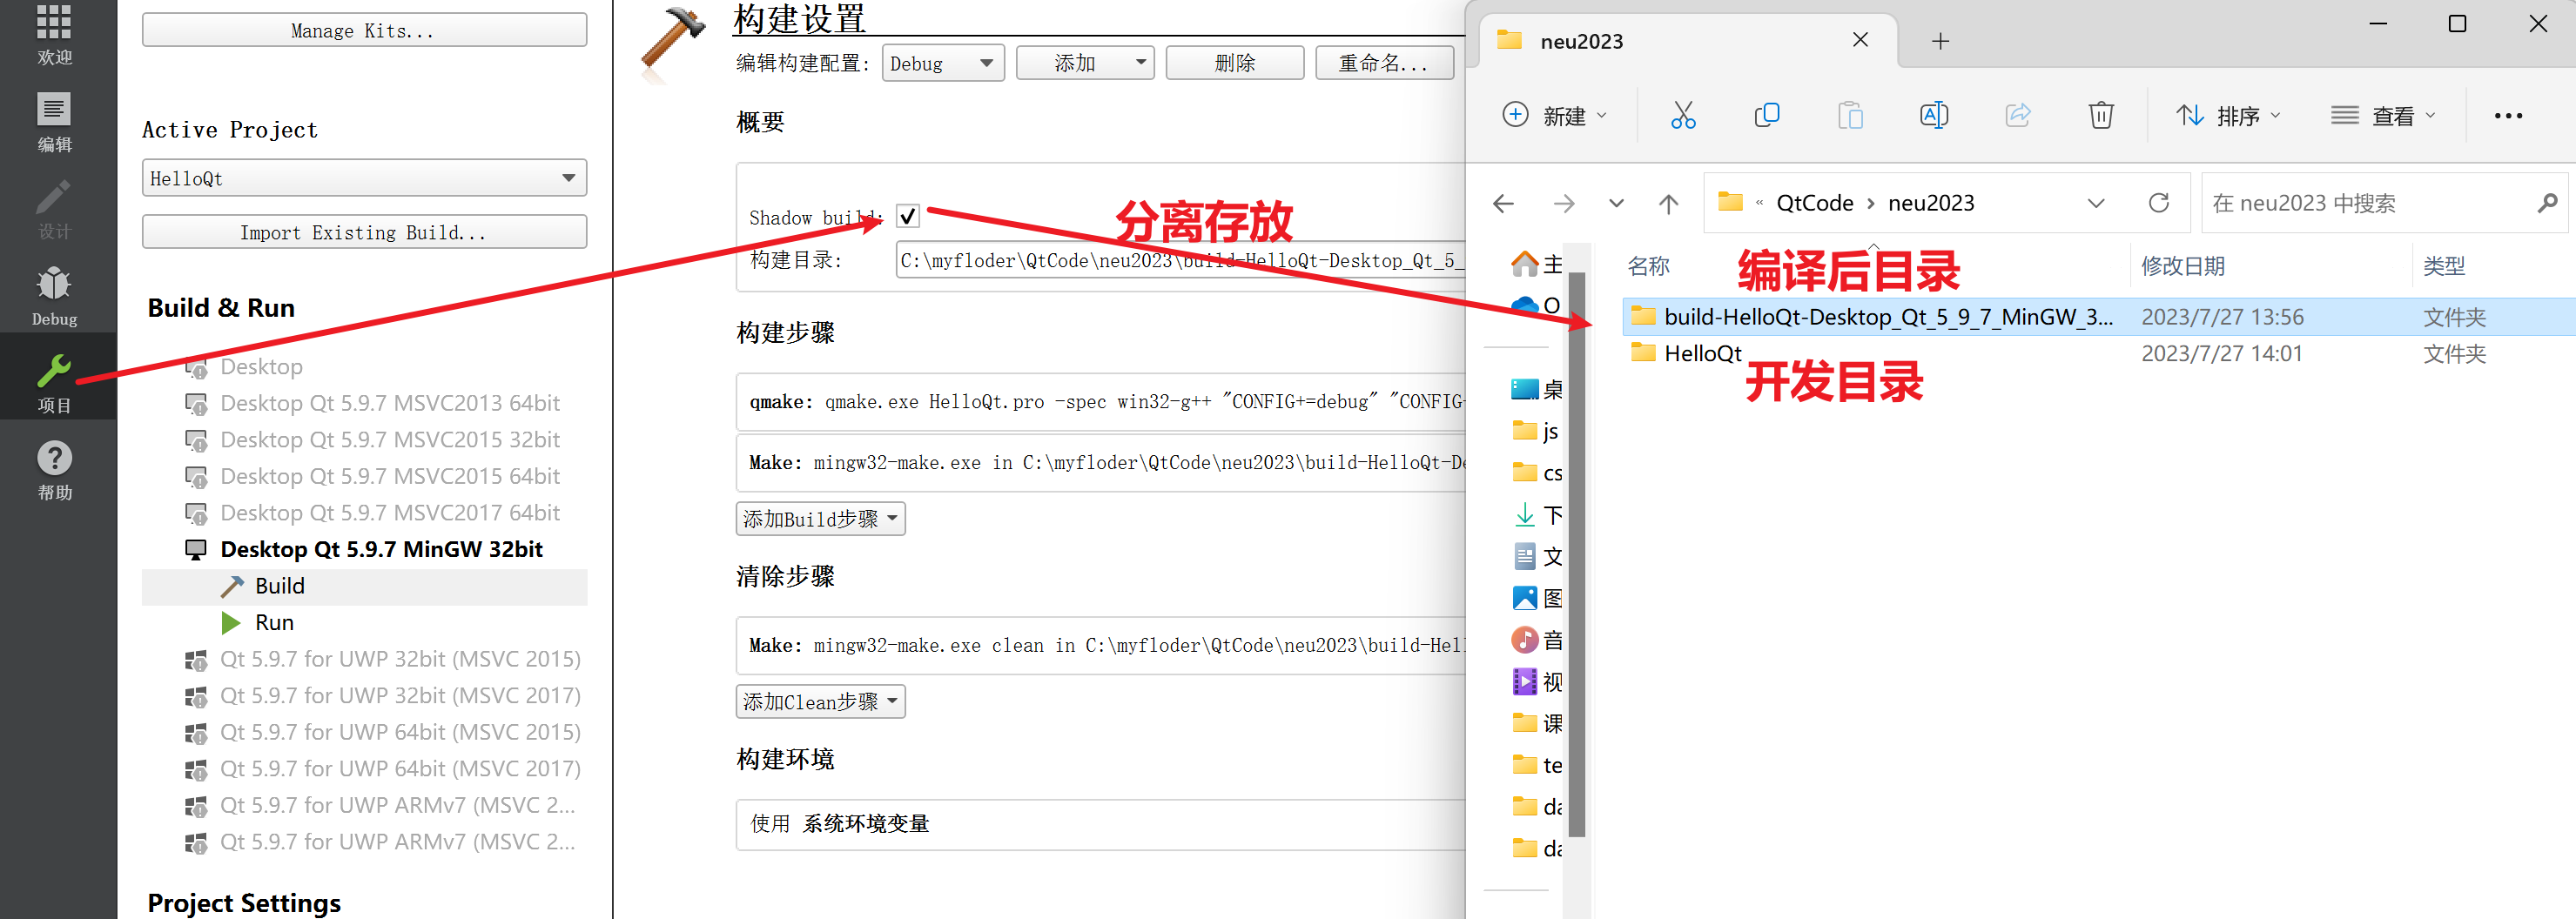 欢迎
编辑
设计
Debug
项目
帮助
Manage Kits...
Active Project
HelloQt
Import Existing Build...
Build & Run
Desktop
Desktop Qt 5.9.7 MSVC2013 64bit
Desktop Qt 5.9.7 MSVC2015 32bit
Desktop Qt 5.9.7 MSVC2015 64bit
Desktop Qt 5.9.7 MSVC2017 64bit
Desktop Qt 5.9.7 MinGW 32bit
Build
Run
Qt 5.9.7 for UWP 32bit (MSVC 2015)
Qt 5.9.7 for UWP 32bit (MSVC 2017)
Qt 5.9.7 for UWP 64bit (MSVC 2015)
Qt 5.9.7 for UWP 64bit (MSVC 2017)
Qt 5.9.7 for UWP ARMv7 (MSVC 2...
Qt 5.9.7 for UWP ARMv7 (MSVC 2...
Project Settings
构建设置
编辑构建配置: Debug 添加 删除 重命名...
概要
Shadow build:
分离存放
构建目录: C:\myfloder\QtCode\neu2023\build-HelloQt-Desktop_Qt_5_
构建步骤
qmake: qmake.exe HelloQt.pro -spec win32-g++ "CONFIG+=debug" "CONFIG+
Make: mingw32-make.exe in C:\myfloder\QtCode\neu2023\build-HelloQt-De
添加Build步骤
清除步骤
Make: mingw32-make.exe clean in C:\myfloder\QtCode\neu2023\build-Hell
添加Clean步骤
构建环境
使用 系统环境变量
neu2023
新建 排序 查看
« QtCode › neu2023
在 neu2023 中搜索
主
O
桌
js
cs
下
文
图
音
视
课
te
da
da
名称 修改日期 类型
编译后目录
build-HelloQt-Desktop_Qt_5_9_7_MinGW_3... 2023/7/27 13:56 文件夹
HelloQt 2023/7/27 14:01 文件夹
开发目录